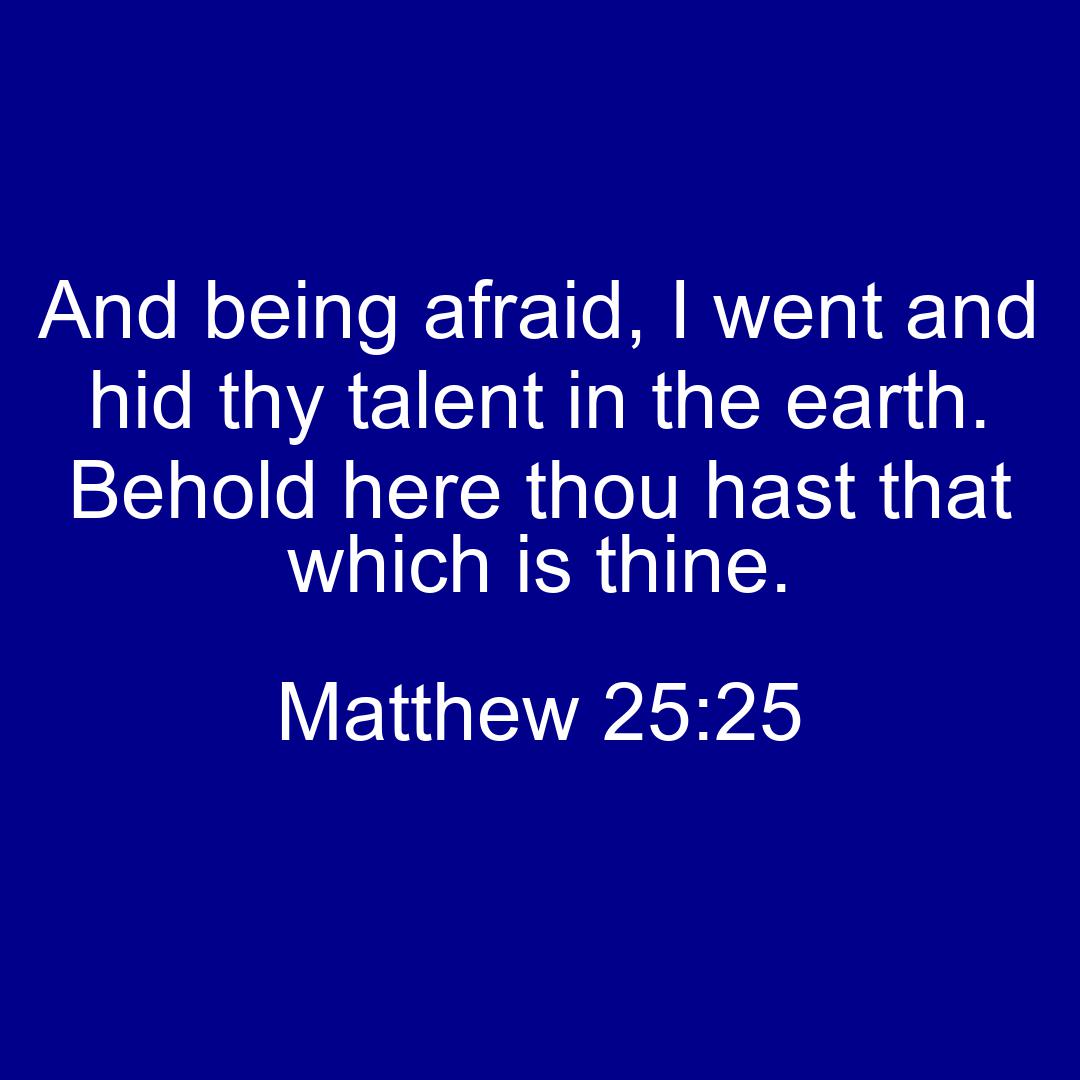 And being afraid, I went and
hid thy talent in the earth.
Behold here thou hast that
which is thine.
Matthew 25:25